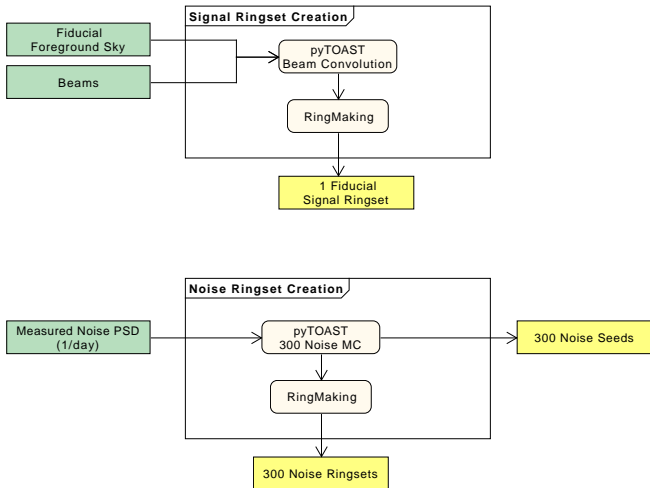 Signal Ringset Creation
Fiducial
Foreground Sky
Beams
pyTOAST
Beam Convolution
RingMaking
1 Fiducial
Signal Ringset
Noise Ringset Creation
Measured Noise PSD
(1/day)
pyTOAST
300 Noise MC
300 Noise Seeds
RingMaking
300 Noise Ringsets